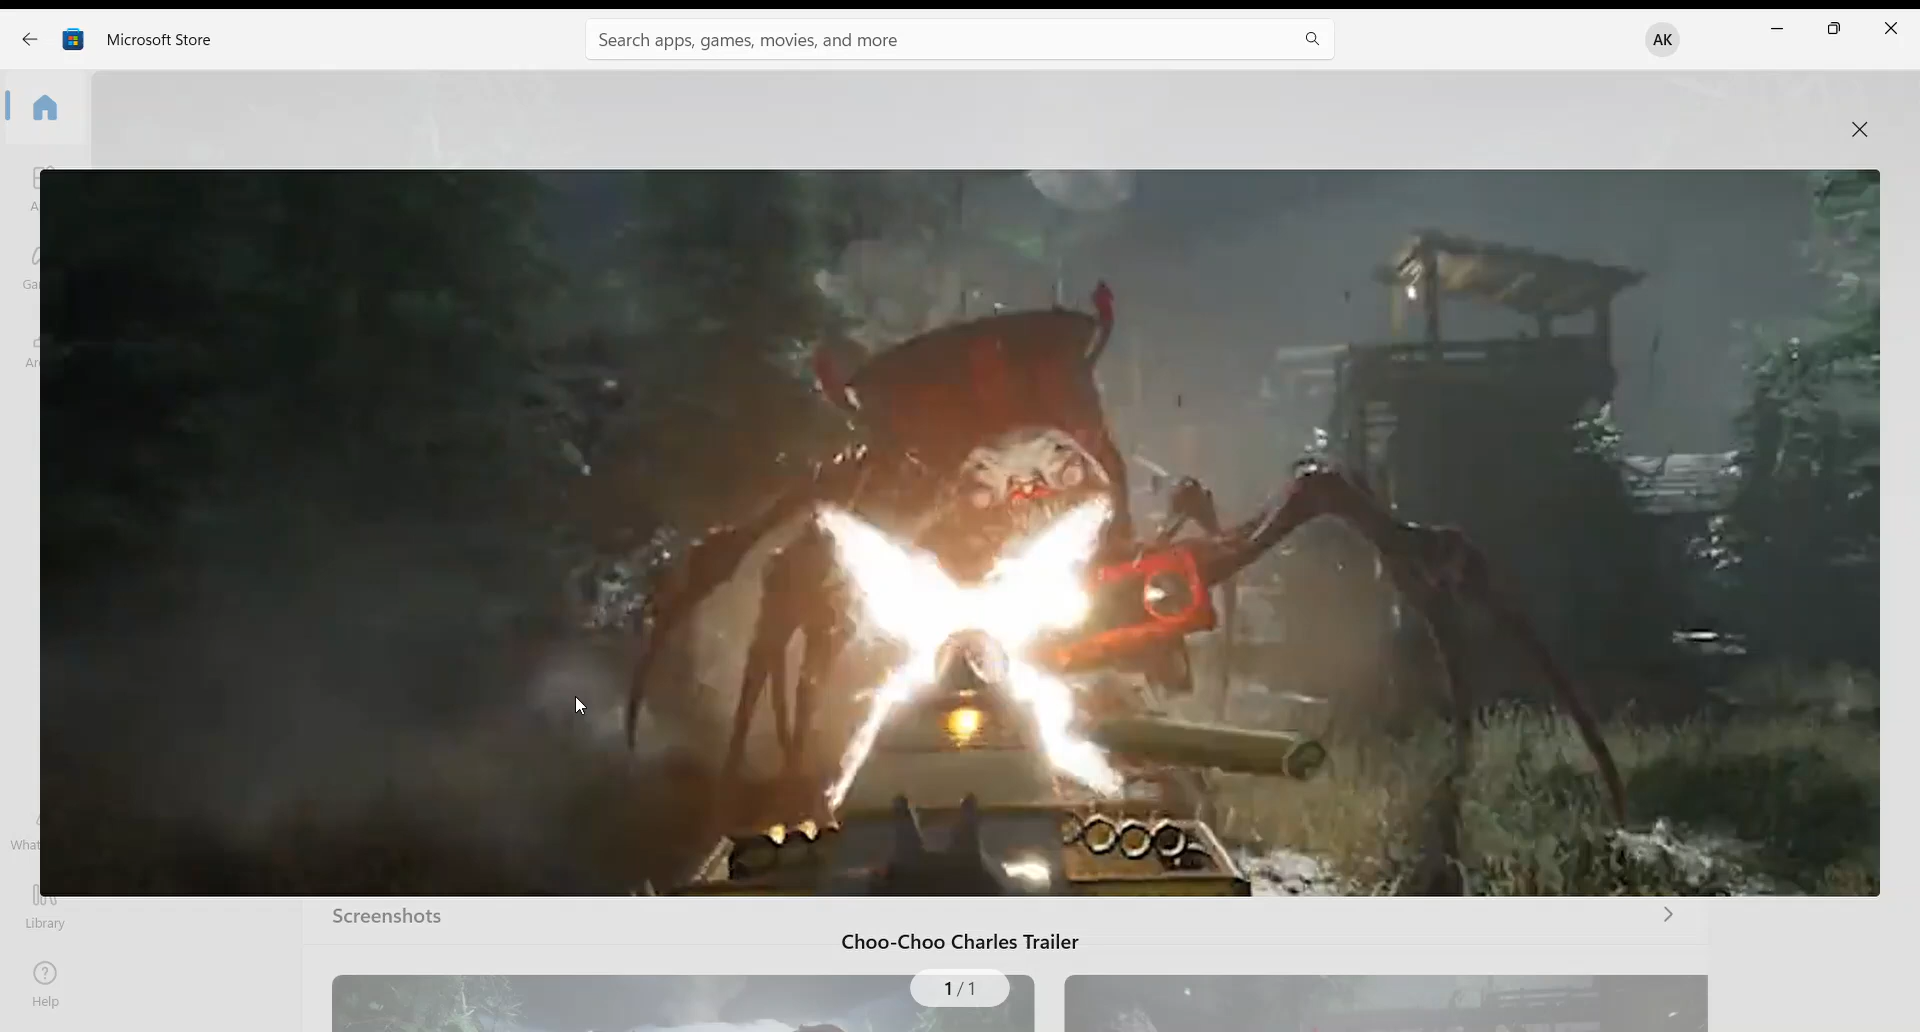 Microsoft Store
Search apps, games, movies, and more
AK
Screenshots
Choo-Choo Charles Trailer
1 / 1
Library
Help